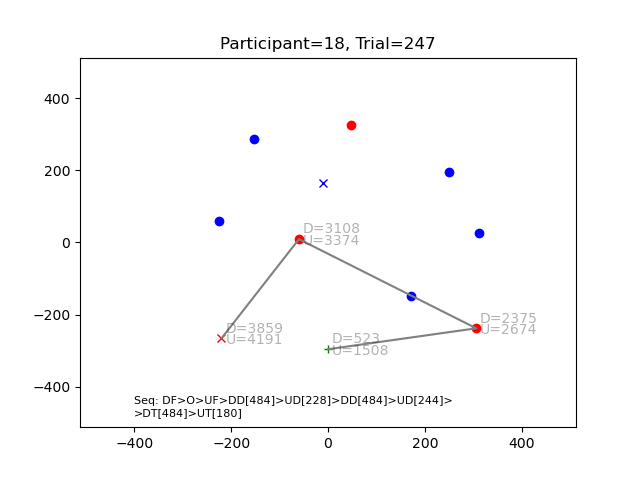 Participant=18, Trial=247
400
200
0
−200
−400
D=3108
U=3374
D=2375
U=2674
D=3859
U=4191
D=523
U=1508
Seq: DF>O>UF>DD[484]>UD[228]>DD[484]>UD[244]>
>DT[484]>UT[180]
−400
−200
0
200
400